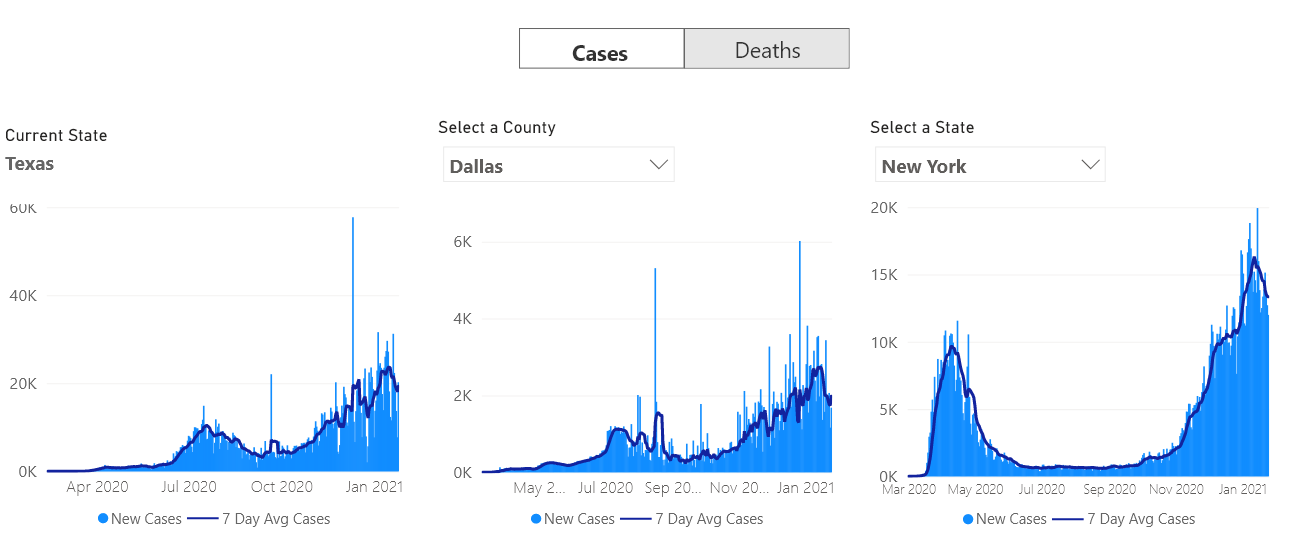 Cases
Deaths
Current State
Texas
60K
40K
20K
0K
Apr 2020
Jul 2020
Oct 2020
Jan 2021
New Cases
7 Day Avg Cases
Select a County
Dallas
6K
4K
2K
0K
May 2...
Jul 2020
Sep 20...
Nov 20...
Jan 2021
New Cases
7 Day Avg Cases
Select a State
New York
20K
15K
10K
5K
0K
Mar 2020
May 2020
Jul 2020
Sep 2020
Nov 2020
Jan 2021
New Cases
7 Day Avg Cases